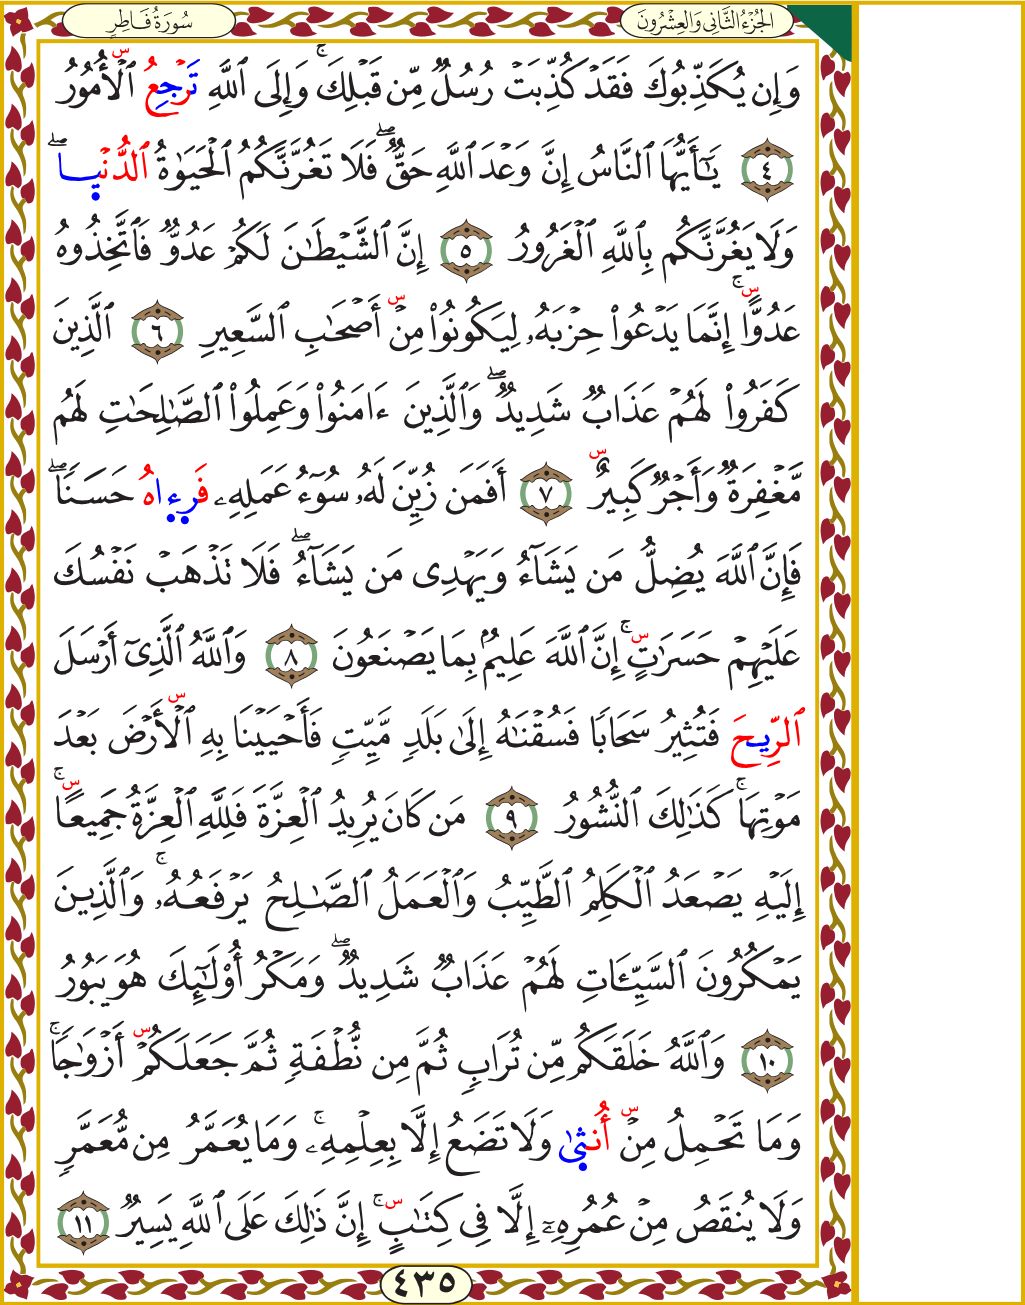 الجُزْءُ الثَّانِي وَالعِشْرُونَ
سُورَةُ فَاطِرٍ
وَإِن يُكَذِّبُوكَ فَقَدْ كُذِّبَتْ رُسُلٌ مِّن قَبْلِكَۚ وَإِلَى ٱللَّهِ تَرْجِعُ ٱلْأُمُورُ
٤ يَـٰٓأَيُّهَا ٱلنَّاسُ إِنَّ وَعْدَ ٱللَّهِ حَقٌّۖ فَلَا تَغُرَّنَّكُمُ ٱلْحَيَوٰةُ ٱلدُّنْيـاۖ
وَلَا يَغُرَّنَّكُم بِٱللَّهِ ٱلْغَرُورُ ٥ إِنَّ ٱلشَّيْطَـٰنَ لَكُمْ عَدُوٌّ فَٱتَّخِذُوهُ
عَدُوًّاۚ إِنَّمَا يَدْعُوا۟ حِزْبَهُۥ لِيَكُونُوا۟ مِنْ أَصْحَـٰبِ ٱلسَّعِيرِ ٦ ٱلَّذِينَ
كَفَرُوا۟ لَهُمْ عَذَابٌ شَدِيدٌۖ وَٱلَّذِينَ ءَامَنُوا۟ وَعَمِلُوا۟ ٱلصَّـٰلِحَـٰتِ لَهُم
مَّغْفِرَةٌ وَأَجْرٌ كَبِيرٌ ٧ أَفَمَن زُيِّنَ لَهُۥ سُوٓءُ عَمَلِهِۦ فَرِءِاهُ حَسَنًاۖ
فَإِنَّ ٱللَّهَ يُضِلُّ مَن يَشَآءُ وَيَهْدِى مَن يَشَآءُۖ فَلَا تَذْهَبْ نَفْسُكَ
عَلَيْهِمْ حَسَرَٰتٍۚ إِنَّ ٱللَّهَ عَلِيمٌۢ بِمَا يَصْنَعُونَ ٨ وَٱللَّهُ ٱلَّذِىٓ أَرْسَلَ
ٱلرِّيحَ فَتُثِيرُ سَحَابًا فَسُقْنَـٰهُ إِلَىٰ بَلَدٍ مَّيِّتٍ فَأَحْيَيْنَا بِهِ ٱلْأَرْضَ بَعْدَ
مَوْتِهَاۚ كَذَٰلِكَ ٱلنُّشُورُ ٩ مَن كَانَ يُرِيدُ ٱلْعِزَّةَ فَلِلَّهِ ٱلْعِزَّةُ جَمِيعًاۚ
إِلَيْهِ يَصْعَدُ ٱلْكَلِمُ ٱلطَّيِّبُ وَٱلْعَمَلُ ٱلصَّـٰلِحُ يَرْفَعُهُۥۚ وَٱلَّذِينَ
يَمْكُرُونَ ٱلسَّيِّـَٔاتِ لَهُمْ عَذَابٌ شَدِيدٌۖ وَمَكْرُ أُو۟لَـٰٓئِكَ هُوَ يَبُورُ
١٠ وَٱللَّهُ خَلَقَكُم مِّن تُرَابٍ ثُمَّ مِن نُّطْفَةٍ ثُمَّ جَعَلَكُمْ أَزْوَٰجًاۚ
وَمَا تَحْمِلُ مِنْ أُنثِىٰ وَلَا تَضَعُ إِلَّا بِعِلْمِهِۦۚ وَمَا يُعَمَّرُ مِن مُّعَمَّرٍ
وَلَا يُنقَصُ مِنْ عُمُرِهِۦٓ إِلَّا فِى كِتَـٰبٍۚ إِنَّ ذَٰلِكَ عَلَى ٱللَّهِ يَسِيرٌ ١١
٤٣٥